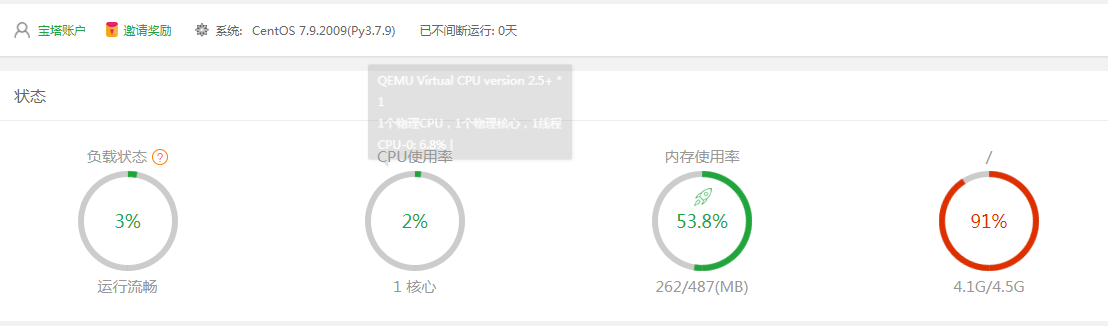 宝塔账户 邀请奖励 系统: CentOS 7.9.2009(Py3.7.9) 已不间断运行: 0天
状态
QEMU Virtual CPU version 2.5+ *
1
1个物理CPU，1个物理核心，1线程
CPU-0: 6.8% |
负载状态 ? CPU使用率 内存使用率 /
3% 2% 53.8% 91%
运行流畅 1 核心 262/487(MB) 4.1G/4.5G